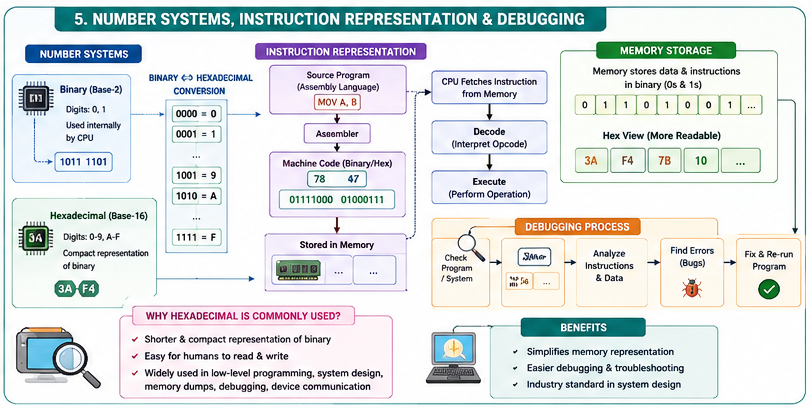 5. NUMBER SYSTEMS, INSTRUCTION REPRESENTATION & DEBUGGING
NUMBER SYSTEMS
Binary (Base-2)
Digits: 0, 1
Used internally
by CPU
1011 1101
Hexadecimal (Base-16)
3A
Digits: 0-9, A-F
Compact representation
of binary
3A
F4
BINARY ⇔ HEXADECIMAL
CONVERSION
0000 = 0
0001 = 1
...
1001 = 9
1010 = A
...
1111 = F
INSTRUCTION REPRESENTATION
Source Program
(Assembly Language)
MOV A, B
Assembler
Machine Code (Binary/Hex)
78 47
01111000 01000111
Stored in Memory
... ...
CPU Fetches Instruction
from Memory
Decode
(Interpret Opcode)
Execute
(Perform Operation)
MEMORY STORAGE
Memory stores data & instructions
in binary (0s & 1s)
0 1 1 0 1 0 0 1 ...
Hex View (More Readable)
3A F4 7B 10 ...
DEBUGGING PROCESS
Check
Program
/ System
...
Analyze
Instructions
& Data
Find Errors
(Bugs)
Fix & Re-run
Program
WHY HEXADECIMAL IS COMMONLY USED?
✓ Shorter & compact representation of binary
✓ Easy for humans to read & write
✓ Widely used in low-level programming, system design,
memory dumps, debugging, device communication
BENEFITS
✓ Simplifies memory representation
✓ Easier debugging & troubleshooting
✓ Industry standard in system design